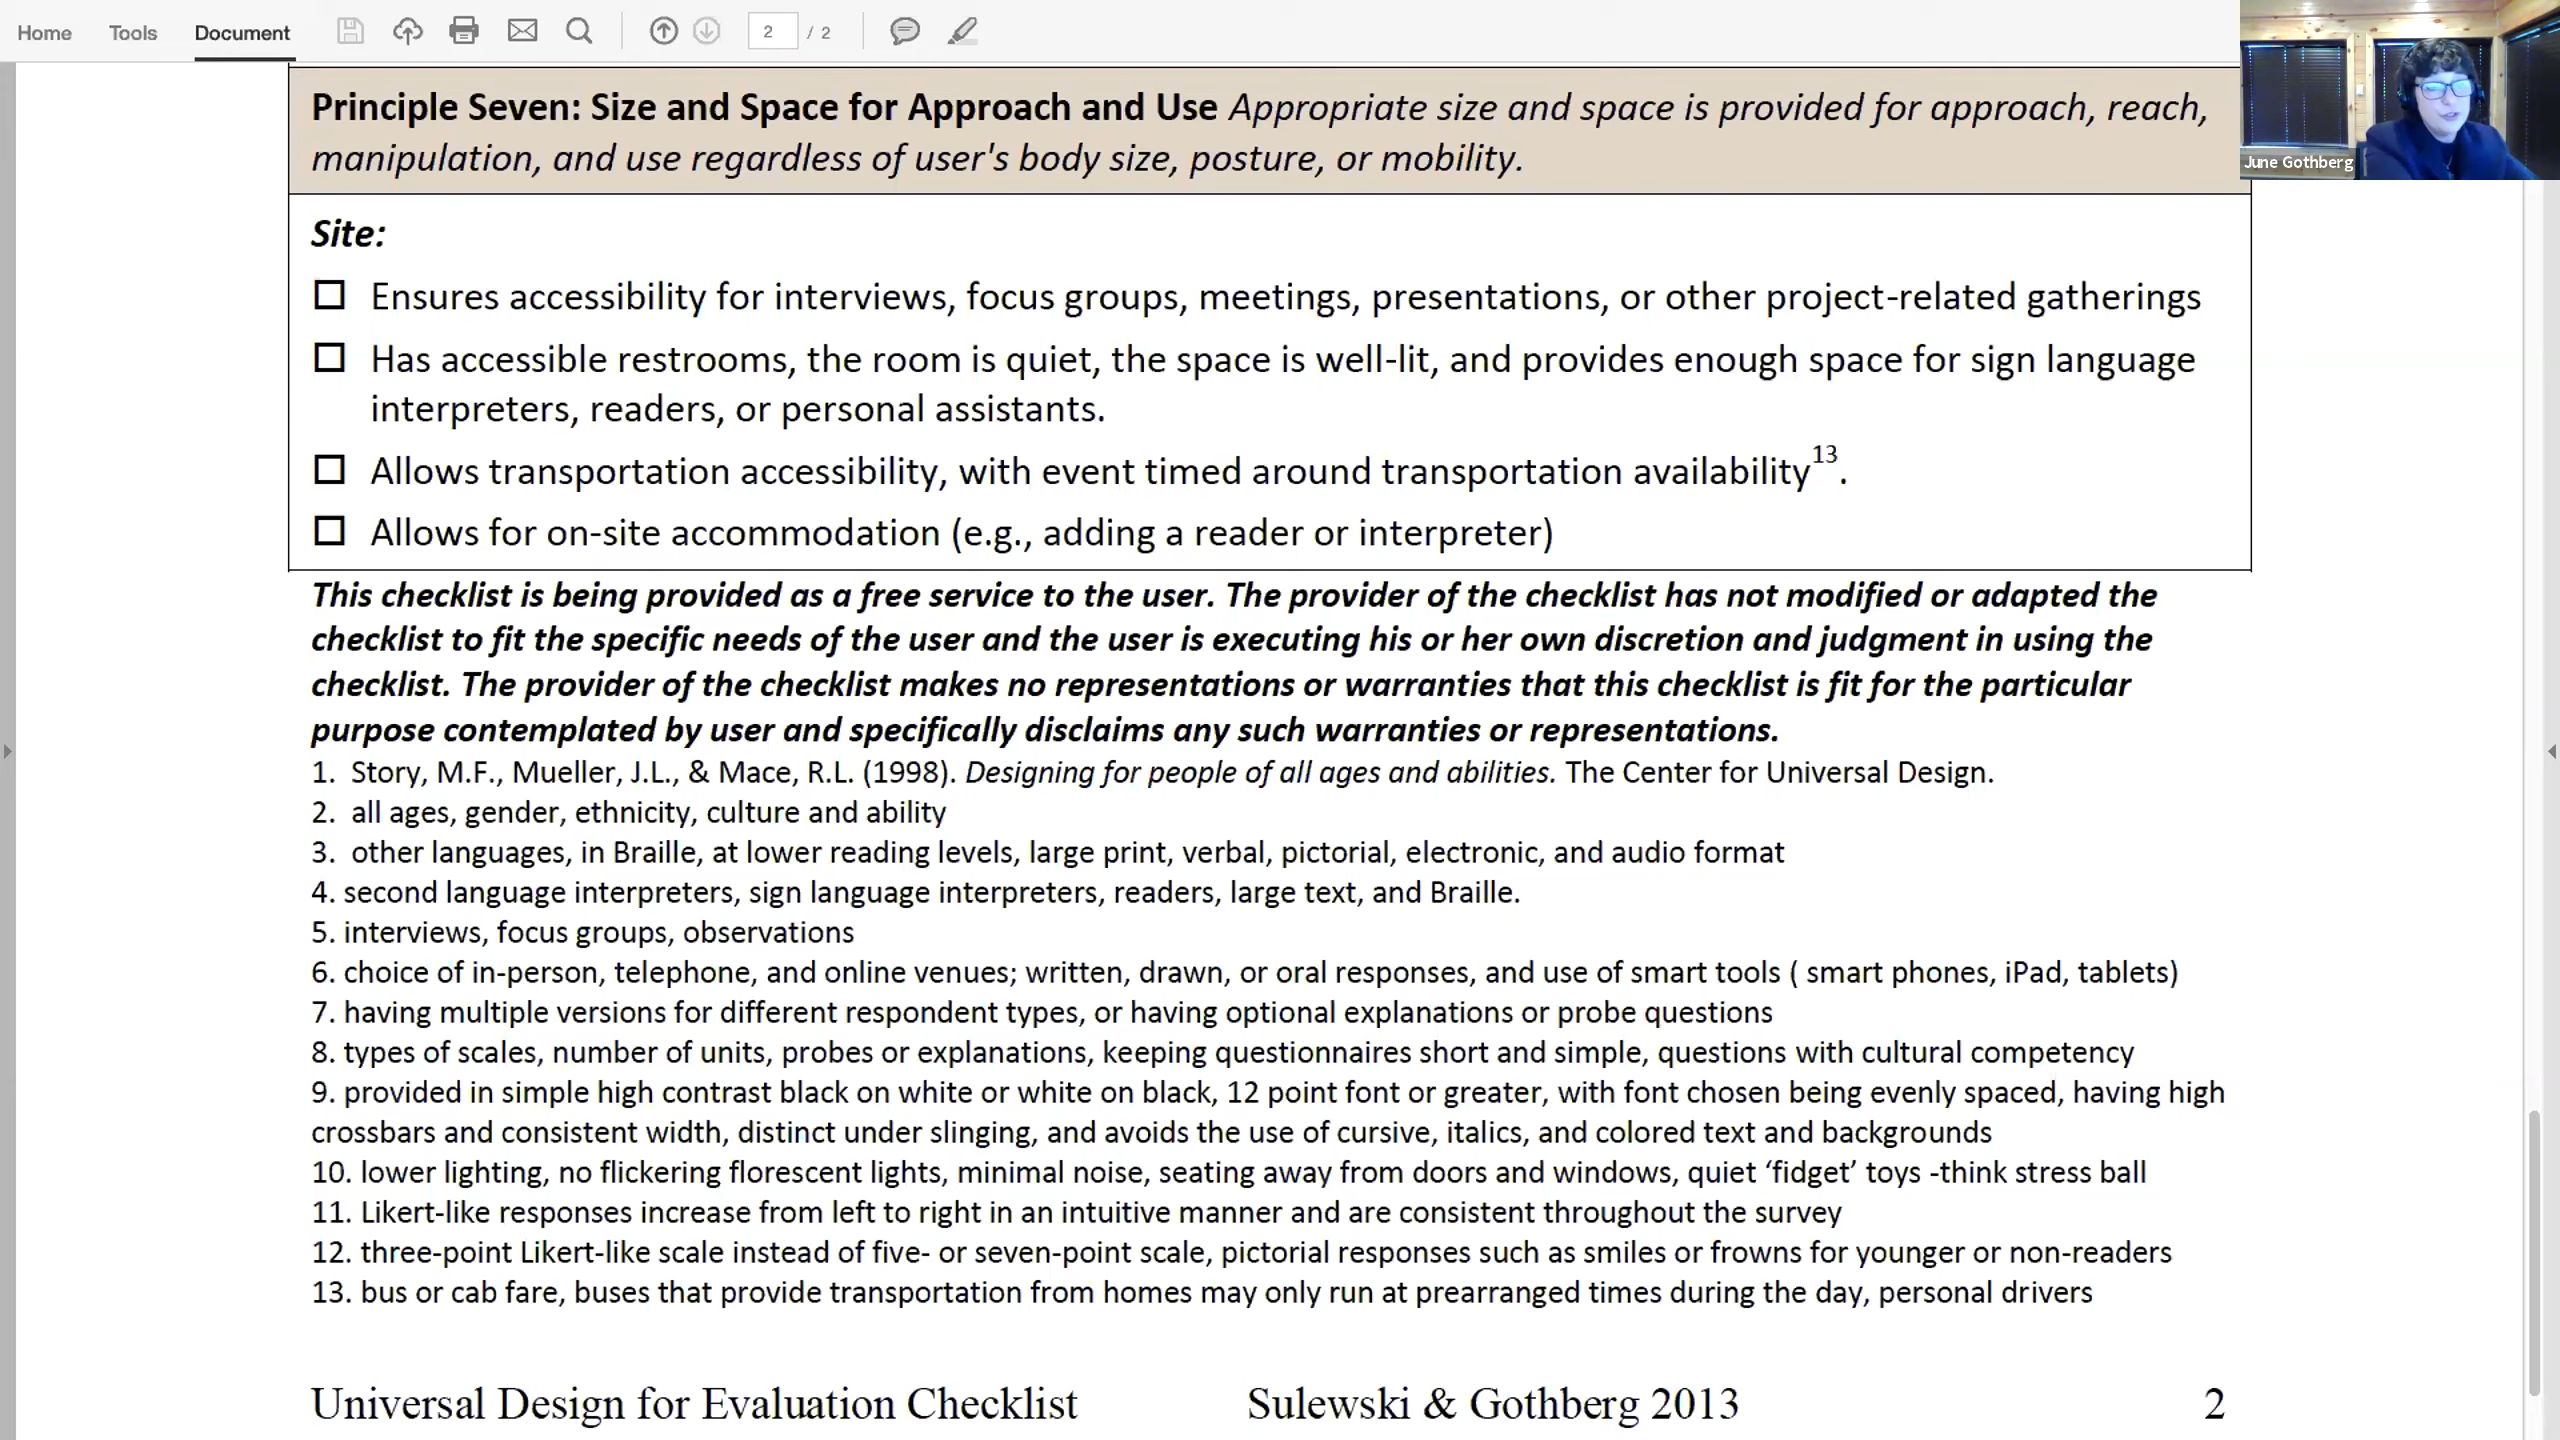 Home Tools Document 2 / 2
Principle Seven: Size and Space for Approach and Use Appropriate size and space is provided for approach, reach,
manipulation, and use regardless of user's body size, posture, or mobility.
June Gothberg
Site:
☐ Ensures accessibility for interviews, focus groups, meetings, presentations, or other project-related gatherings
☐ Has accessible restrooms, the room is quiet, the space is well-lit, and provides enough space for sign language
interpreters, readers, or personal assistants.
☐ Allows transportation accessibility, with event timed around transportation availability13.
☐ Allows for on-site accommodation (e.g., adding a reader or interpreter)
This checklist is being provided as a free service to the user. The provider of the checklist has not modified or adapted the
checklist to fit the specific needs of the user and the user is executing his or her own discretion and judgment in using the
checklist. The provider of the checklist makes no representations or warranties that this checklist is fit for the particular
purpose contemplated by user and specifically disclaims any such warranties or representations.
1. Story, M.F., Mueller, J.L., & Mace, R.L. (1998). Designing for people of all ages and abilities. The Center for Universal Design.
2. all ages, gender, ethnicity, culture and ability
3. other languages, in Braille, at lower reading levels, large print, verbal, pictorial, electronic, and audio format
4. second language interpreters, sign language interpreters, readers, large text, and Braille.
5. interviews, focus groups, observations
6. choice of in-person, telephone, and online venues; written, drawn, or oral responses, and use of smart tools ( smart phones, iPad, tablets)
7. having multiple versions for different respondent types, or having optional explanations or probe questions
8. types of scales, number of units, probes or explanations, keeping questionnaires short and simple, questions with cultural competency
9. provided in simple high contrast black on white or white on black, 12 point font or greater, with font chosen being evenly spaced, having high
crossbars and consistent width, distinct under slinging, and avoids the use of cursive, italics, and colored text and backgrounds
10. lower lighting, no flickering florescent lights, minimal noise, seating away from doors and windows, quiet ‘fidget’ toys -think stress ball
11. Likert-like responses increase from left to right in an intuitive manner and are consistent throughout the survey
12. three-point Likert-like scale instead of five- or seven-point scale, pictorial responses such as smiles or frowns for younger or non-readers
13. bus or cab fare, buses that provide transportation from homes may only run at prearranged times during the day, personal drivers
Universal Design for Evaluation Checklist Sulewski & Gothberg 2013 2